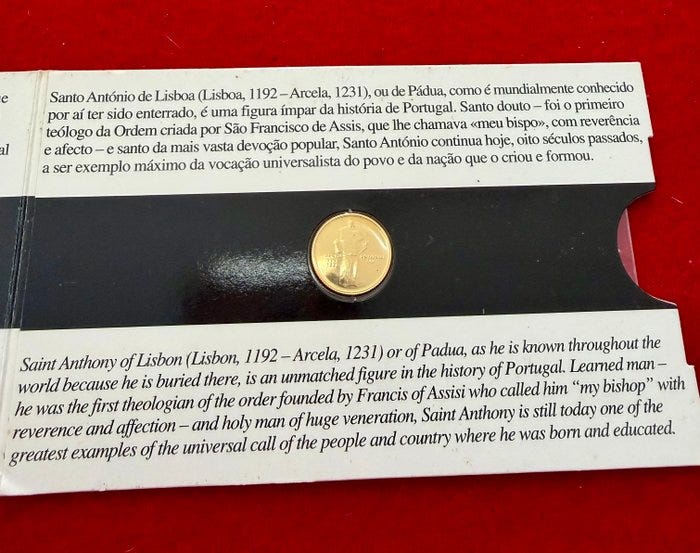 e
al
Santo António de Lisboa (Lisboa, 1192 – Arcela, 1231), ou de Pádua, como é mundialmente conhecido
por aí ter sido enterrado, é uma figura ímpar da história de Portugal. Santo douto – foi o primeiro
teólogo da Ordem criada por São Francisco de Assis, que lhe chamava «meu bispo», com reverência
e afecto – e santo da mais vasta devoção popular, Santo António continua hoje, oito séculos passados,
a ser exemplo máximo da vocação universalista do povo e da nação que o criou e formou.
Saint Anthony of Lisbon (Lisbon, 1192 – Arcela, 1231) or of Padua, as he is known throughout the
world because he is buried there, is an unmatched figure in the history of Portugal. Learned man –
he was the first theologian of the order founded by Francis of Assisi who called him "my bishop" with
reverence and affection – and holy man of huge veneration, Saint Anthony is still today one of the
greatest examples of the universal call of the people and country where he was born and educated.